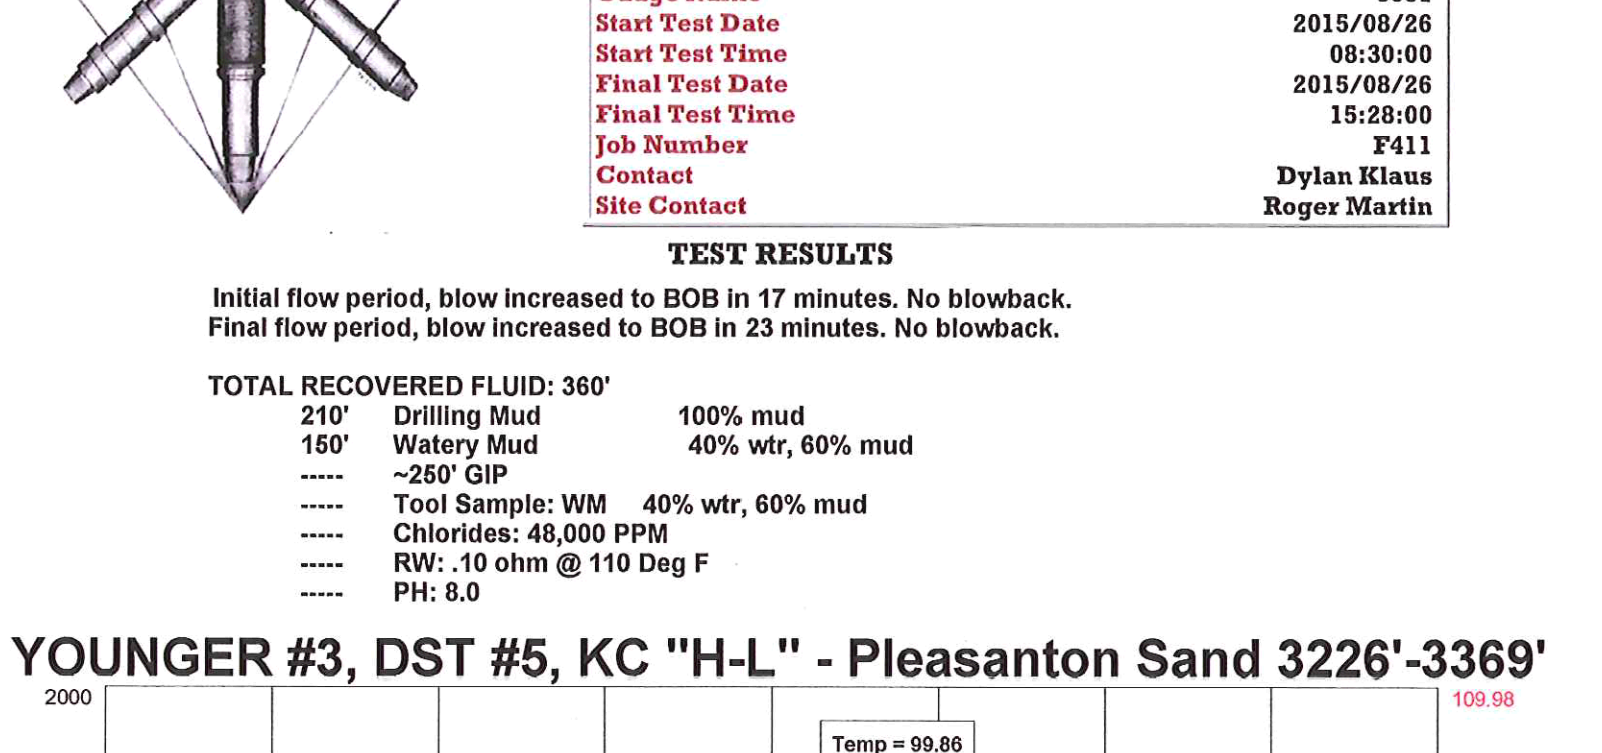 Start Test Date 2015/08/26
Start Test Time 08:30:00
Final Test Date 2015/08/26
Final Test Time 15:28:00
Job Number F411
Contact Dylan Klaus
Site Contact Roger Martin
TEST RESULTS
Initial flow period, blow increased to BOB in 17 minutes. No blowback.
Final flow period, blow increased to BOB in 23 minutes. No blowback.
TOTAL RECOVERED FLUID: 360'
210' Drilling Mud 100% mud
150' Watery Mud 40% wtr, 60% mud
----- ~250' GIP
----- Tool Sample: WM 40% wtr, 60% mud
----- Chlorides: 48,000 PPM
----- RW: .10 ohm @ 110 Deg F
----- PH: 8.0
YOUNGER #3, DST #5, KC "H-L" - Pleasanton Sand 3226'-3369'
2000 109.98
Temp = 99.86